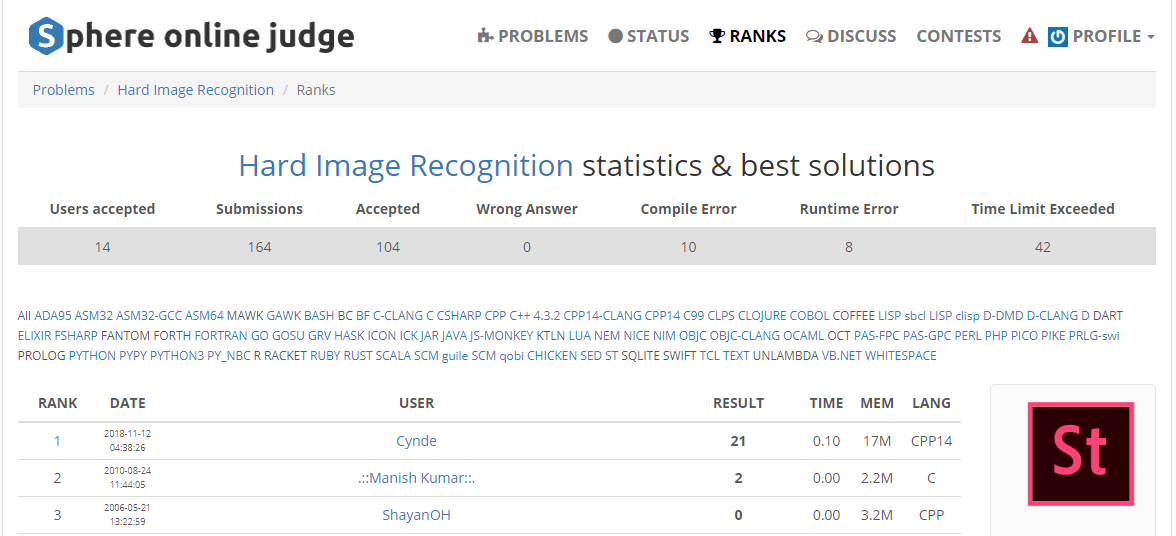 Sphere online judge
PROBLEMS STATUS RANKS DISCUSS CONTESTS PROFILE
Problems / Hard Image Recognition / Ranks
Hard Image Recognition statistics & best solutions
Users accepted Submissions Accepted Wrong Answer Compile Error Runtime Error Time Limit Exceeded
14 164 104 0 10 8 42
All ADA95 ASM32 ASM32-GCC ASM64 MAWK GAWK BASH BC BF C-CLANG C CSHARP CPP C++ 4.3.2 CPP14-CLANG CPP14 C99 CLPS CLOJURE COBOL COFFEE LISP sbcl LISP clisp D-DMD D-CLANG D DART
ELIXIR FSHARP FANTOM FORTH FORTRAN GO GOSU GRV HASK ICON ICK JAR JAVA JS-MONKEY KTLN LUA NEM NICE NIM OBJC OBJC-CLANG OCAML OCT PAS-FPC PAS-GPC PERL PHP PICO PIKE PRLG-swi
PROLOG PYTHON PYPY PYTHON3 PY_NBC R RACKET RUBY RUST SCALA SCM guile SCM qobi CHICKEN SED ST SQLITE SWIFT TCL TEXT UNLAMBDA VB.NET WHITESPACE
RANK DATE USER RESULT TIME MEM LANG
1 2018-11-12 04:38:26 Cynde 21 0.10 17M CPP14
2 2010-08-24 11:44:05 .::Manish Kumar::. 2 0.00 2.2M C
3 2006-05-21 13:22:59 ShayanOH 0 0.00 3.2M CPP
St